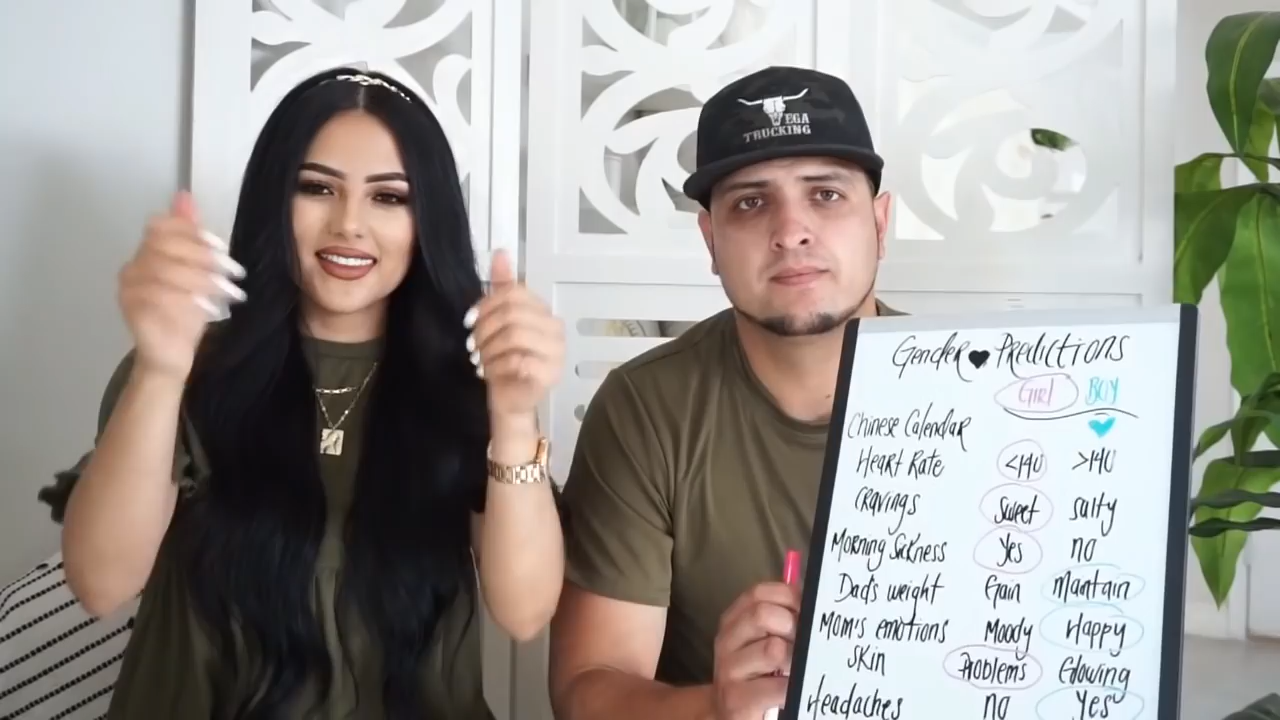 VEGA
TRUCKING
Gender Predictions
Girl Boy
Chinese Calendar
Heart Rate <140 >140
Cravings Sweet salty
Morning Sickness Yes no
Dad's weight Gain Mantain
Mom's emotions Moody Happy
Skin Problems Glowing
Headaches no Yes